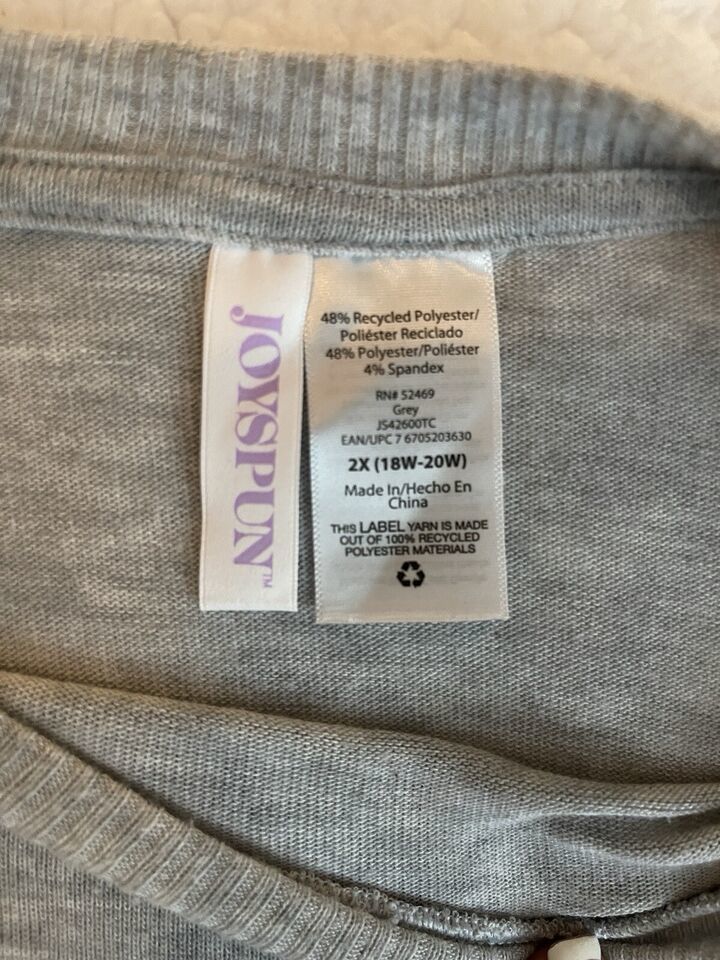 JOYSPUN™
48% Recycled Polyester/
Poliéster Reciclado
48% Polyester/Poliéster
4% Spandex
RN# 52469
Grey
JS42600TC
EAN/UPC 7 6705203630
2X (18W-20W)
Made In/Hecho En
China
THIS LABEL YARN IS MADE
OUT OF 100% RECYCLED
POLYESTER MATERIALS